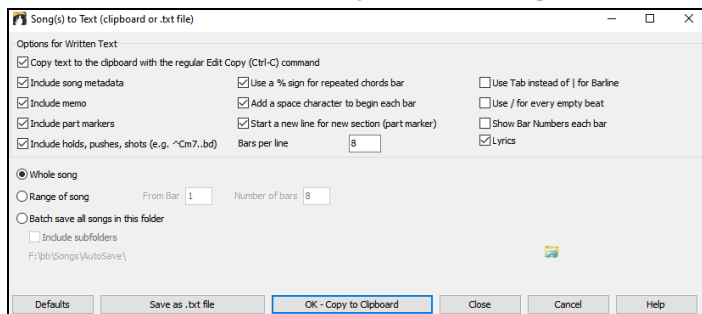 Song(s) to Text (clipboard or .txt file)
Options for Written Text
Copy text to the clipboard with the regular Edit Copy (Ctrl-C) command
Include song metadata Use a % sign for repeated chords bar Use Tab instead of | for Barline
Include memo Add a space character to begin each bar Use / for every empty beat
Include part markers Start a new line for new section (part marker) Show Bar Numbers each bar
Include holds, pushes, shots (e.g. ^Cm7..bd) Bars per line 8 Lyrics
Whole song
Range of song From Bar 1 Number of bars 8
Batch save all songs in this folder
Include subfolders
F:\bb\Songs\AutoSave\
Defaults Save as .txt file OK - Copy to Clipboard Close Cancel Help